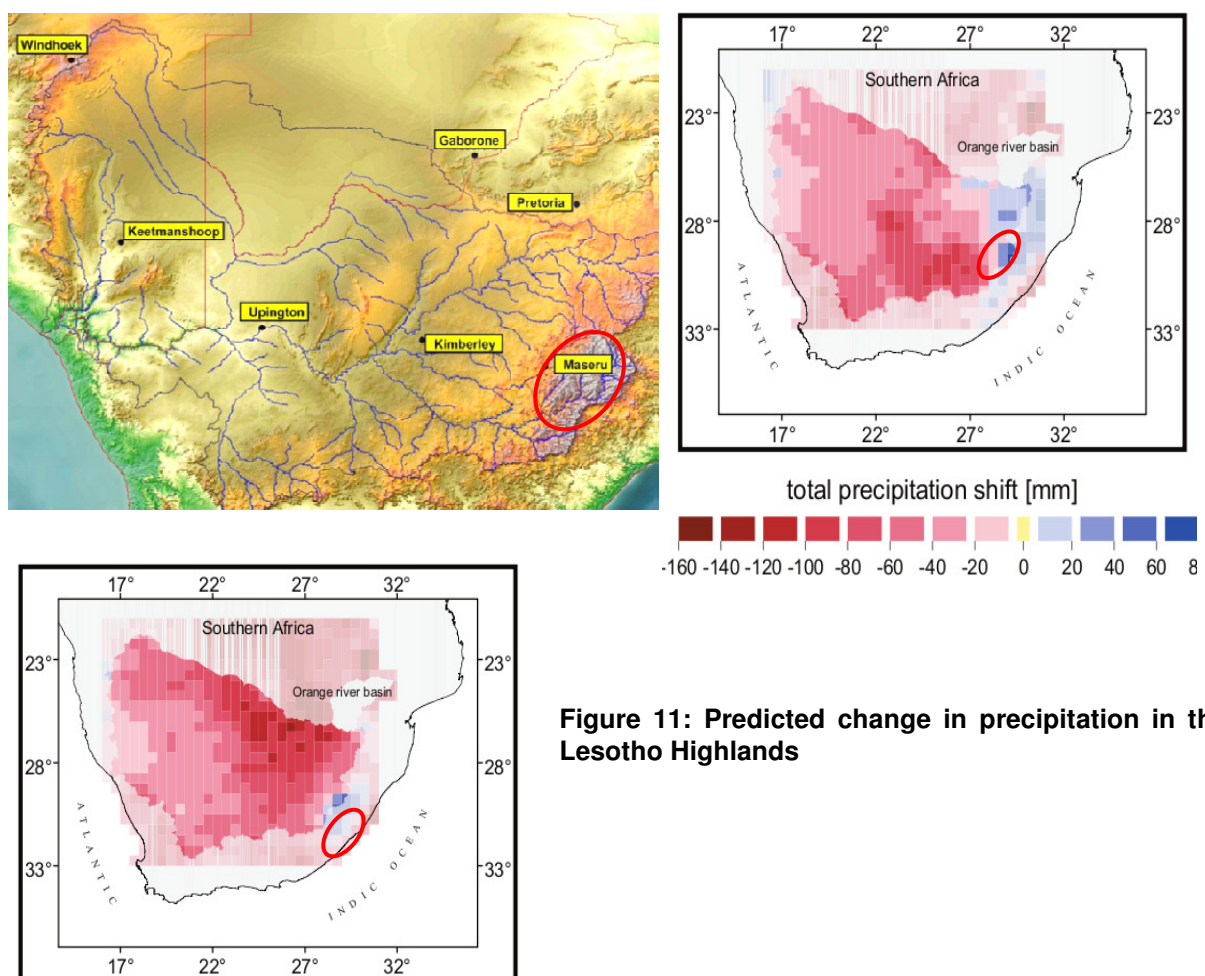 Windhoek
Gaborone
Pretoria
Keetmanshoop
Upington
Kimberley
Maseru
17° 22° 27° 32°
Southern Africa
23° 23°
Orange river basin
28° 28°
33° 33°
ATLANTIC
INDIC OCEAN
17° 22° 27° 32°
total precipitation shift [mm]
-160 -140 -120 -100 -80 -60 -40 -20 0 20 40 60 8
17° 22° 27° 32°
Southern Africa
23° 23°
Orange river basin
28° 28°
33° 33°
ATLANTIC
INDIC OCEAN
17° 22° 27° 32°
Figure 11: Predicted change in precipitation in th
Lesotho Highlands